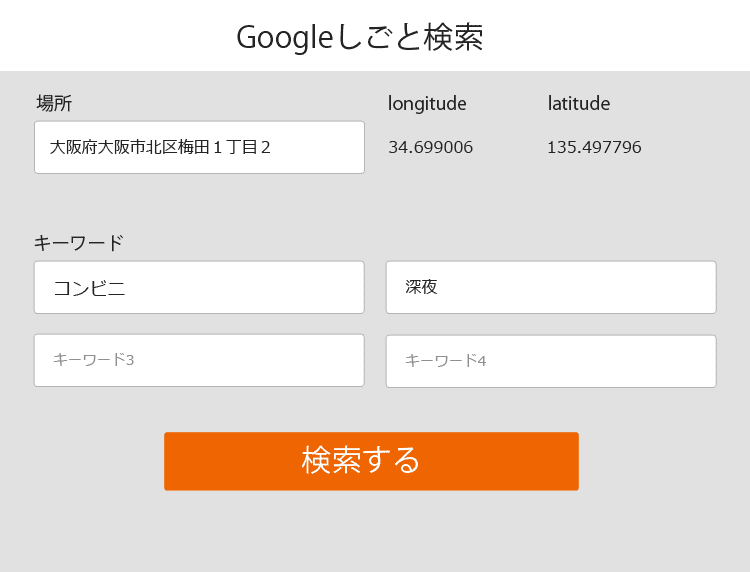 Googleしごと検索
場所
longitude
latitude
大阪府大阪市北区梅田１丁目２
34.699006
135.497796
キーワード
コンビニ
深夜
キーワード3
キーワード4
検索する